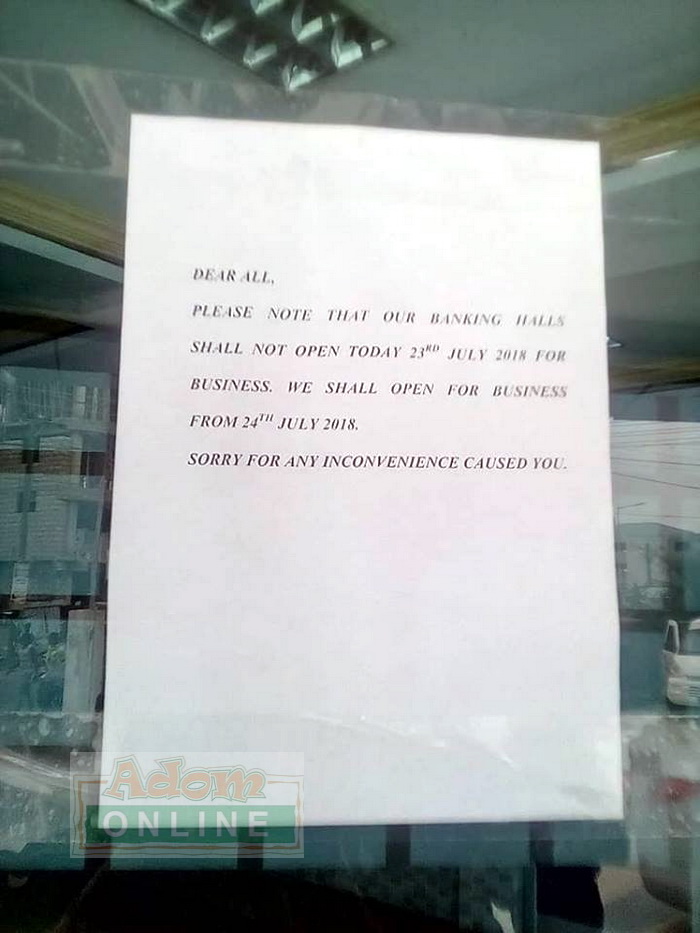 DEAR ALL,
PLEASE NOTE THAT OUR BANKING HALLS
SHALL NOT OPEN TODAY 23RD JULY 2018 FOR
BUSINESS. WE SHALL OPEN FOR BUSINESS
FROM 24TH JULY 2018.
SORRY FOR ANY INCONVENIENCE CAUSED YOU.
Adom
ONLINE